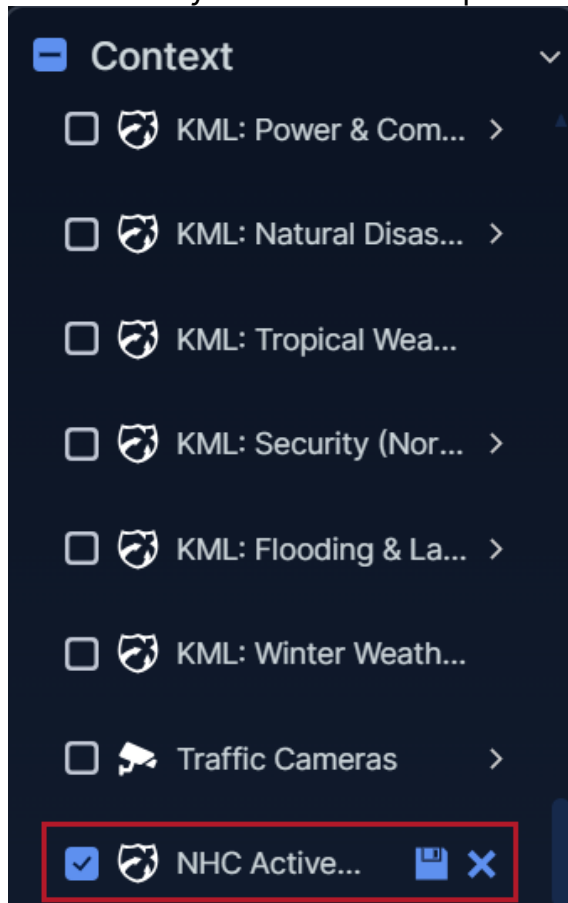 Context
KML: Power & Com...
KML: Natural Disas...
KML: Tropical Wea...
KML: Security (Nor...
KML: Flooding & La...
KML: Winter Weath...
Traffic Cameras
NHC Active...